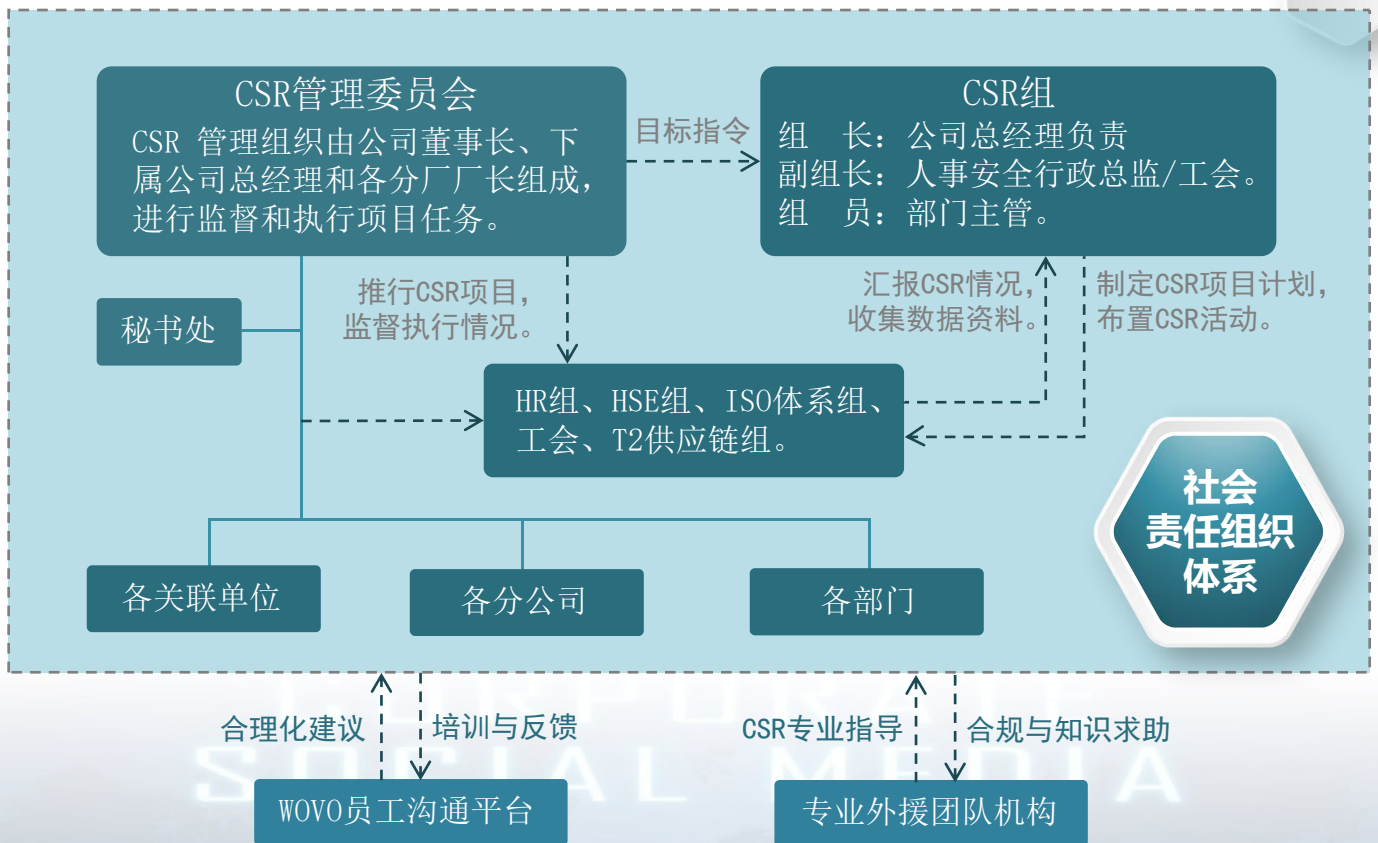 CSR管理委员会
CSR 管理组织由公司董事长、下
属公司总经理和各分厂厂长组成，
进行监督和执行项目任务。
目标指令
CSR组
组　长：公司总经理负责
副组长：人事安全行政总监/工会。
组　员：部门主管。
秘书处
推行CSR项目，
监督执行情况。
汇报CSR情况，
收集数据资料。
制定CSR项目计划，
布置CSR活动。
HR组、HSE组、ISO体系组、
工会、T2供应链组。
社会
责任组织
体系
各关联单位
各分公司
各部门
合理化建议
培训与反馈
CSR专业指导
合规与知识求助
CORPORATE
SOCIAL MEDIA
WOVO员工沟通平台
专业外援团队机构